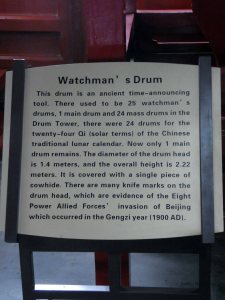 Watchman's Drum
This drum is an ancient time-announcing
tool. There used to be 25 watchman's
drums, 1 main drum and 24 mass drums in the
Drum Tower, there were 24 drums for the
twenty-four Qi (solar terms) of the Chinese
traditional lunar calendar. Now only 1 main
drum remains. The diameter of the drum head
is 1.4 meters, and the overall height is 2.22
meters. It is covered with a single piece of
cowhide. There are many knife marks on the
drum head, which are evidence of the Eight
Power Allied Forces' invasion of Beijing
which occurred in the Gengzi year (1900 AD).